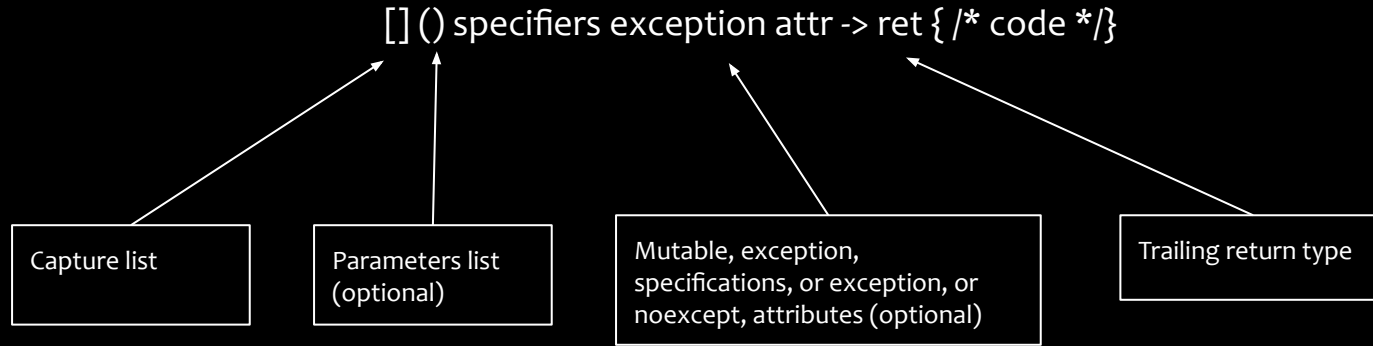 [] () specifiers exception attr -> ret { /* code */}
Capture list
Parameters list
(optional)
Mutable, exception,
specifications, or exception, or
noexcept, attributes (optional)
Trailing return type